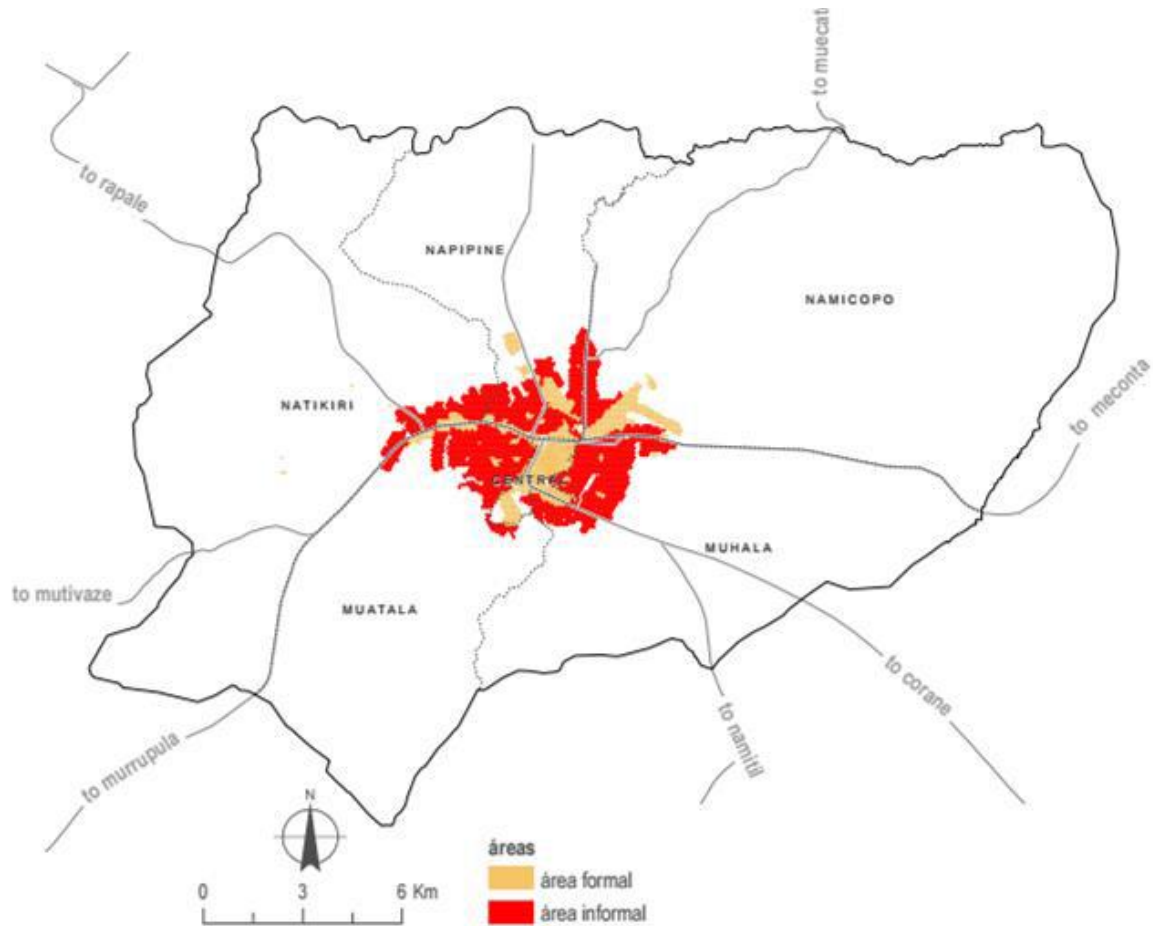 to muecat
to rapale
NAPIPINE
NAMICOPO
to meconta
NATIKIRI
CENTRAL
MUHALA
to mutivaze
MUATALA
to corane
to namitil
to murrupula
N
0 3 6 Km
áreas
área formal
área informal